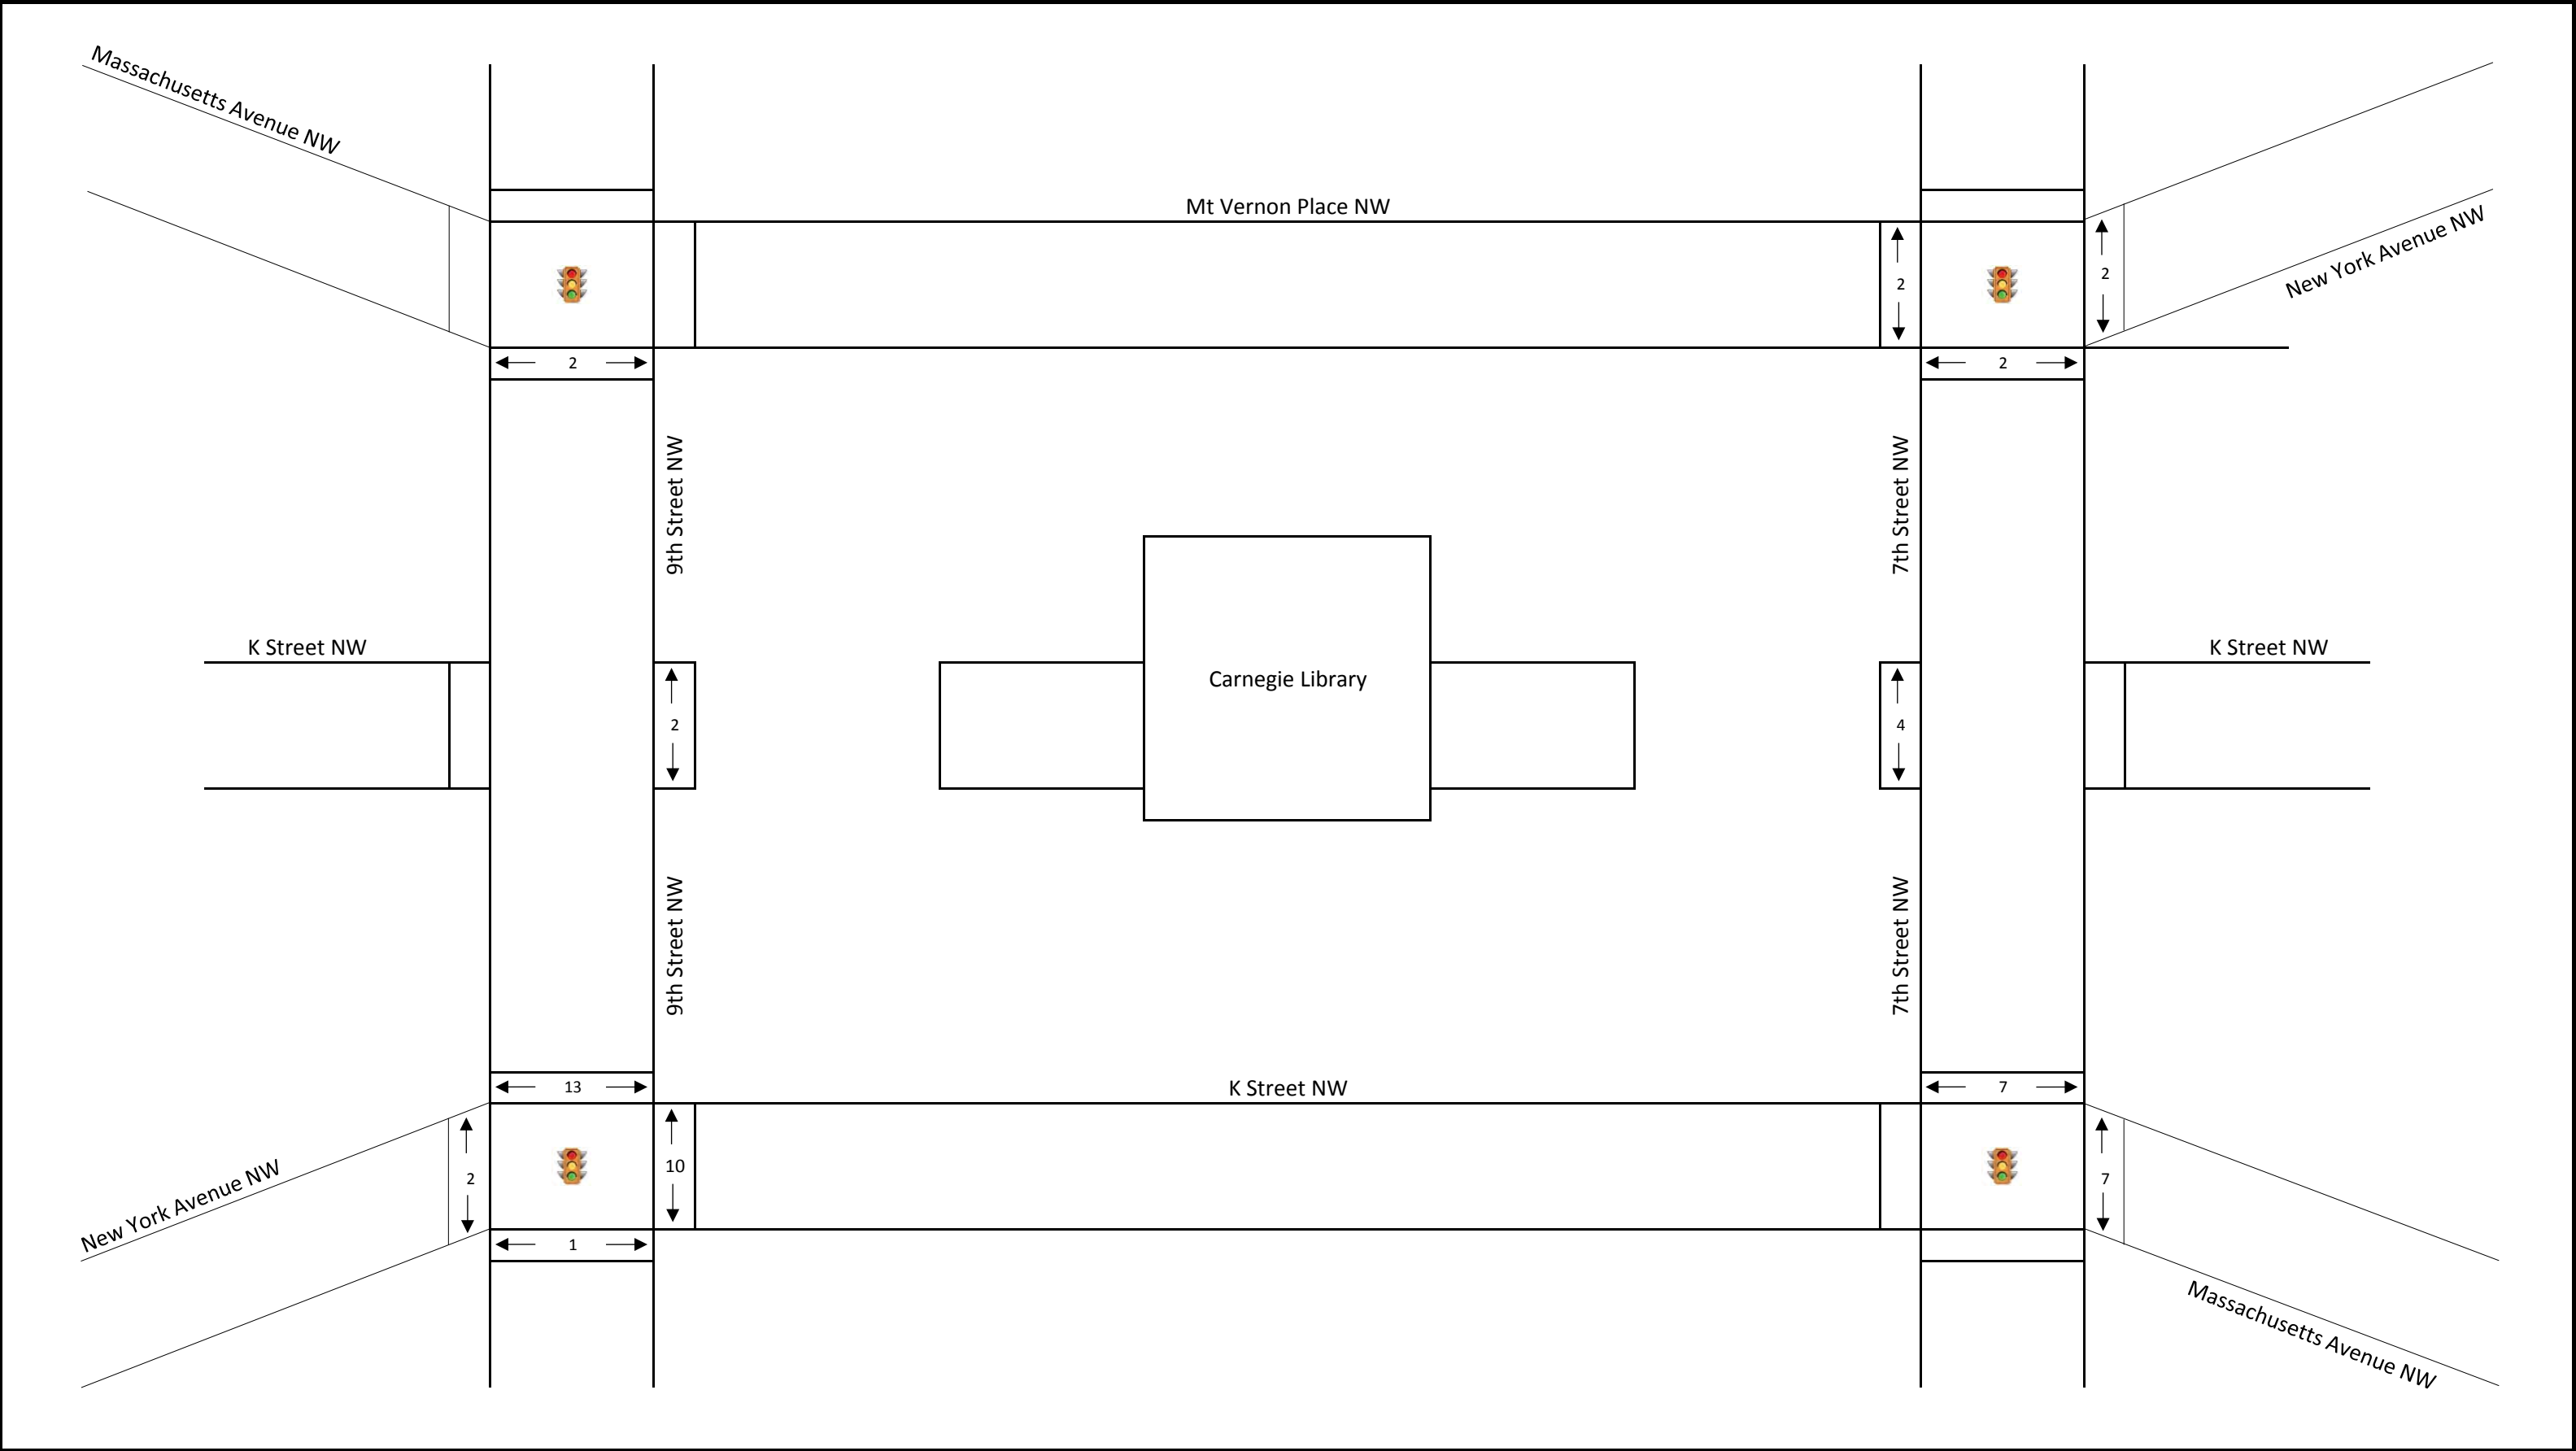 Massachusetts Avenue NW
Mt Vernon Place NW
New York Avenue NW
2
2
2
2
9th Street NW
7th Street NW
K Street NW
K Street NW
Carnegie Library
2
4
9th Street NW
7th Street NW
13
K Street NW
7
New York Avenue NW
2
10
7
1
Massachusetts Avenue NW